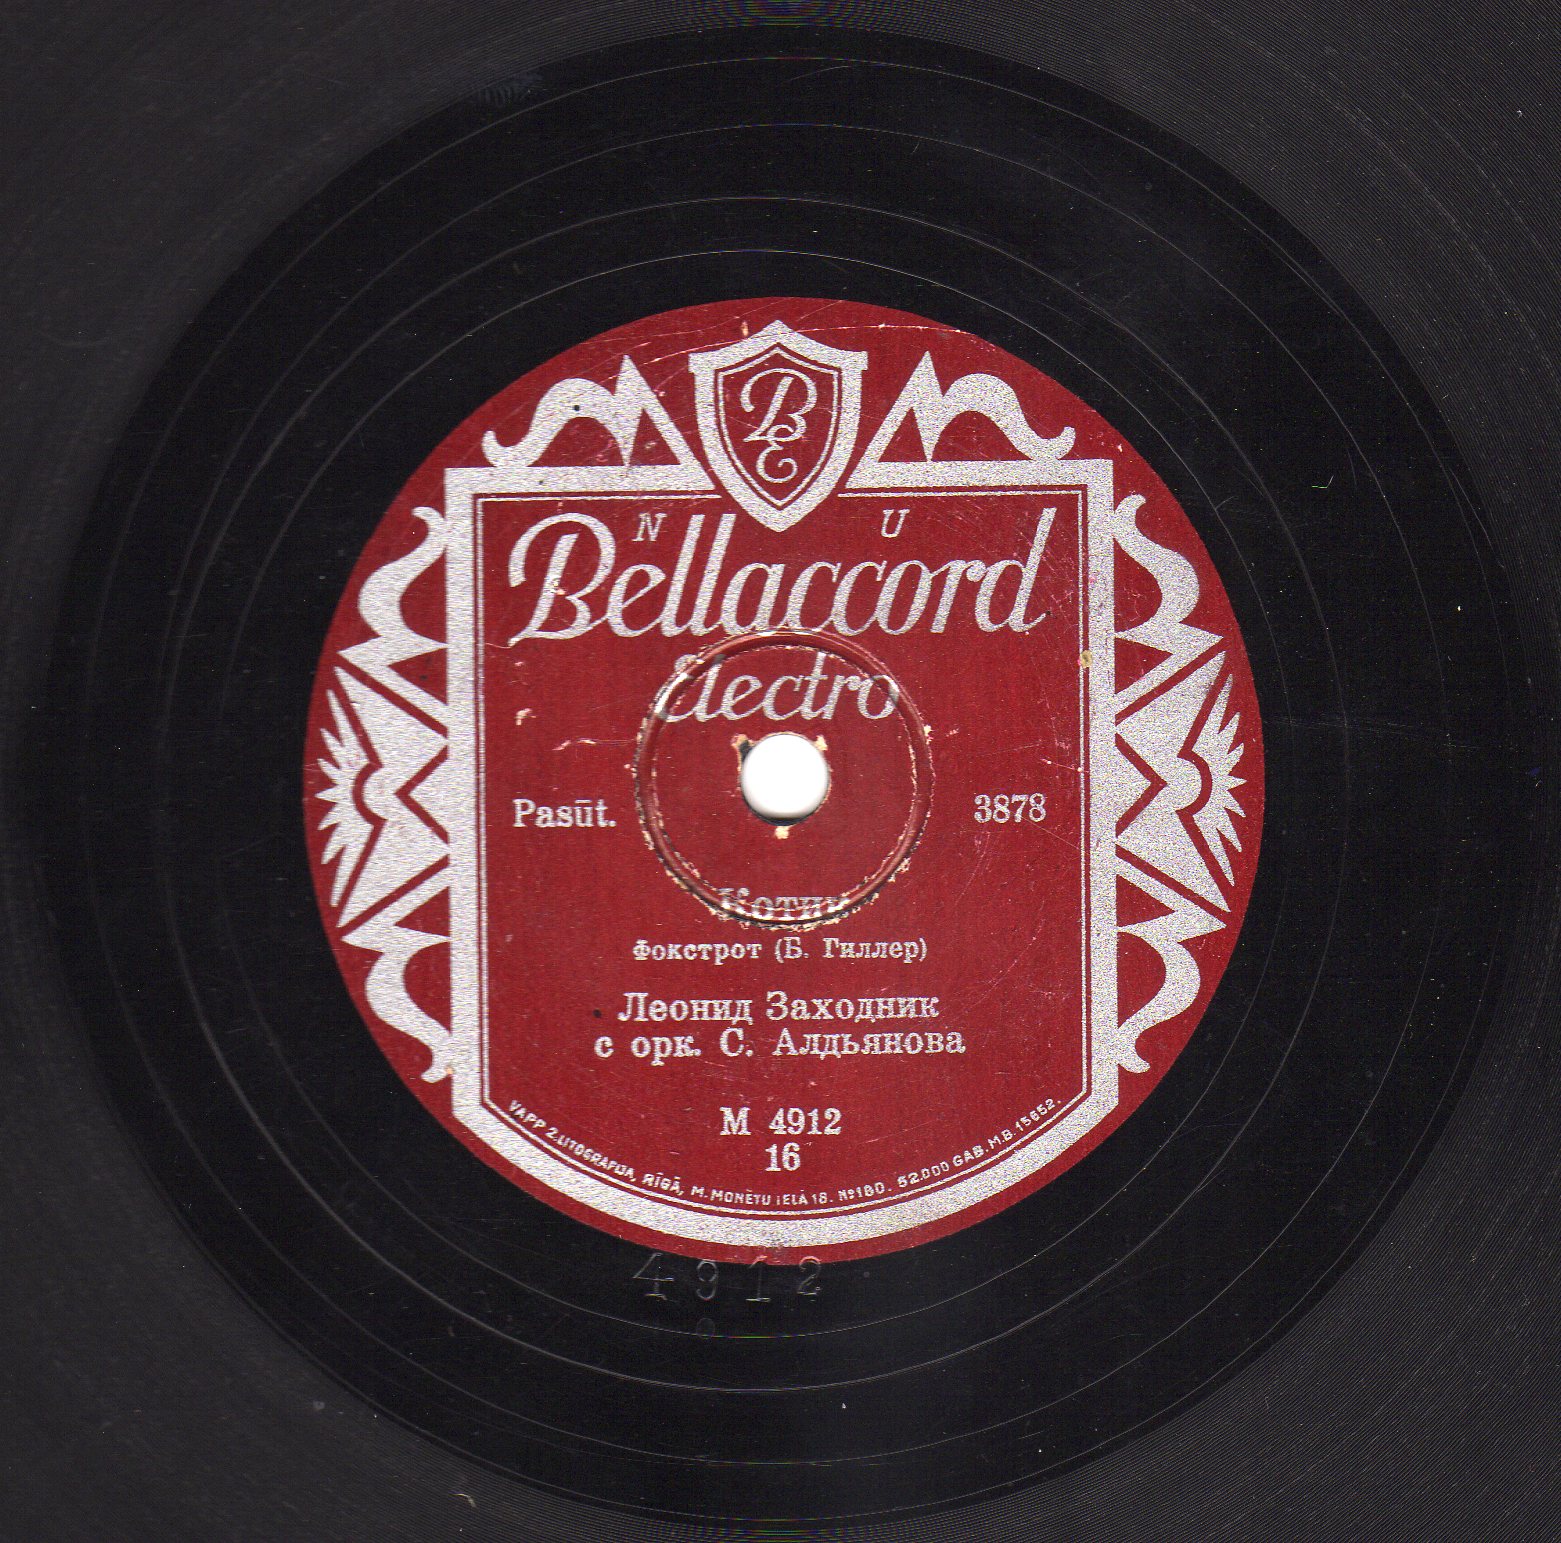 B
E
N U
Bellaccord
Electro
Pasūt. 3878
Котик
Фокстрот (Б. Гиллер)
Леонид Заходник
с орк. С. Алдьянова
М 4912
16
VAPP 2. LITOGRAFIJA, RĪGĀ, M. MONĒTU IELĀ 18. №180. 52.000 GAB. M.B. 15652.
4912